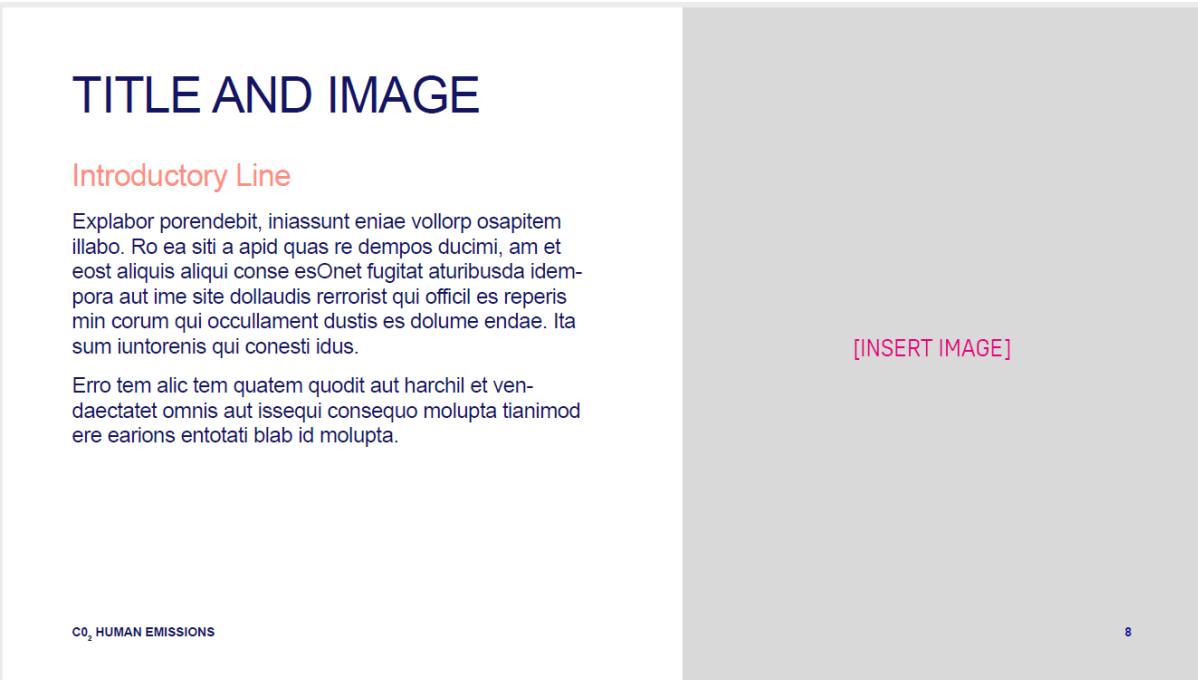 TITLE AND IMAGE
Introductory Line
Explabor porendebit, iniassunt eniae vollorp osapitem
illabo. Ro ea siti a apid quas re dempos ducimi, am et
eost aliquis aliqui conse esOnet fugitat aturibusda idem-
pora aut ime site dollaudis rerrorist qui officil es reperis
min corum qui occullament dustis es dolume endae. Ita
sum iuntorenis qui conesti idus.
Erro tem alic tem quatem quodit aut harchil et ven-
daectatet omnis aut issequi consequo molupta tianimod
ere earions entotati blab id molupta.
[INSERT IMAGE]
C0₂ HUMAN EMISSIONS
8